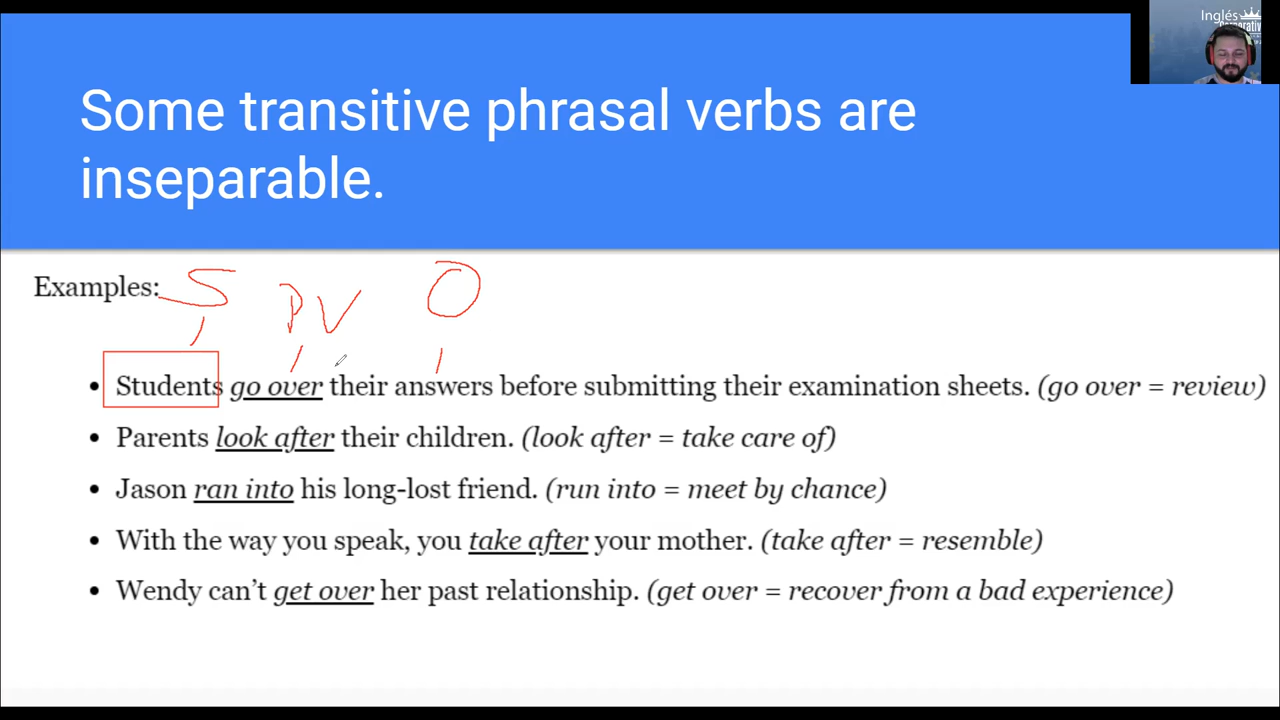 Inglés
Corporativo
Some transitive phrasal verbs are
inseparable.
Examples:
S PV O
• Students go over their answers before submitting their examination sheets. (go over = review)
• Parents look after their children. (look after = take care of)
• Jason ran into his long-lost friend. (run into = meet by chance)
• With the way you speak, you take after your mother. (take after = resemble)
• Wendy can’t get over her past relationship. (get over = recover from a bad experience)